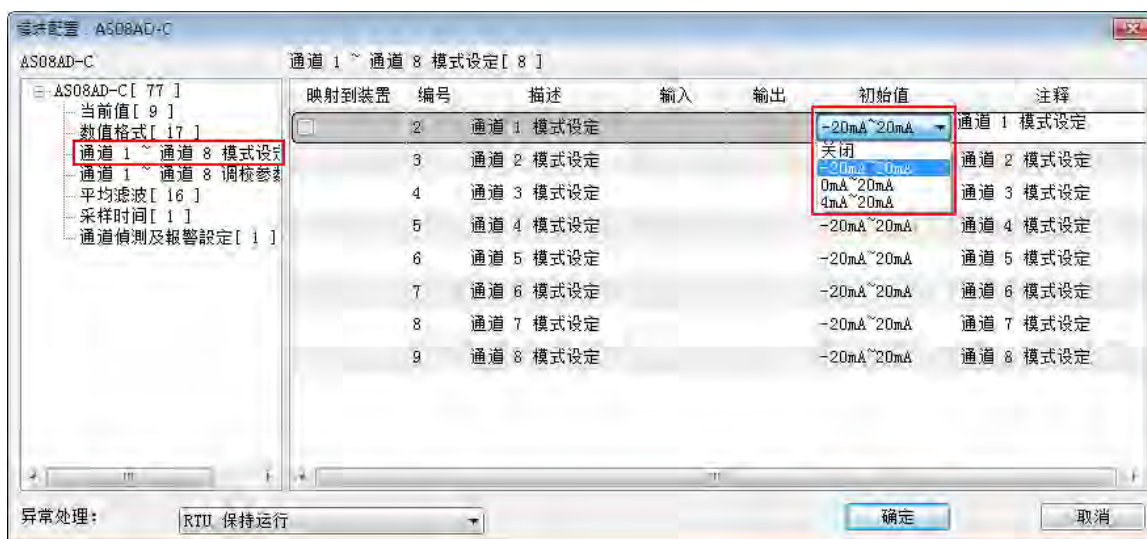 模块配置 AS08AD-C
AS08AD-C
通道 1 ~ 通道 8 模式设定[ 8 ]
AS08AD-C[ 77 ]
当前值[ 9 ]
数值格式[ 17 ]
通道 1 ~ 通道 8 模式设定
通道 1 ~ 通道 8 调校参数
平均滤波[ 16 ]
采样时间[ 1 ]
通道偵測及报警設定[ 1 ]
映射到装置 编号 描述 输入 输出 初始值 注释
2 通道 1 模式设定 -20mA~20mA 通道 1 模式设定
关闭
-20mA~20mA
0mA~20mA
4mA~20mA
3 通道 2 模式设定 通道 2 模式设定
4 通道 3 模式设定 通道 3 模式设定
5 通道 4 模式设定 -20mA~20mA 通道 4 模式设定
6 通道 5 模式设定 -20mA~20mA 通道 5 模式设定
7 通道 6 模式设定 -20mA~20mA 通道 6 模式设定
8 通道 7 模式设定 -20mA~20mA 通道 7 模式设定
9 通道 8 模式设定 -20mA~20mA 通道 8 模式设定
异常处理: RTU 保持运行 确定 取消